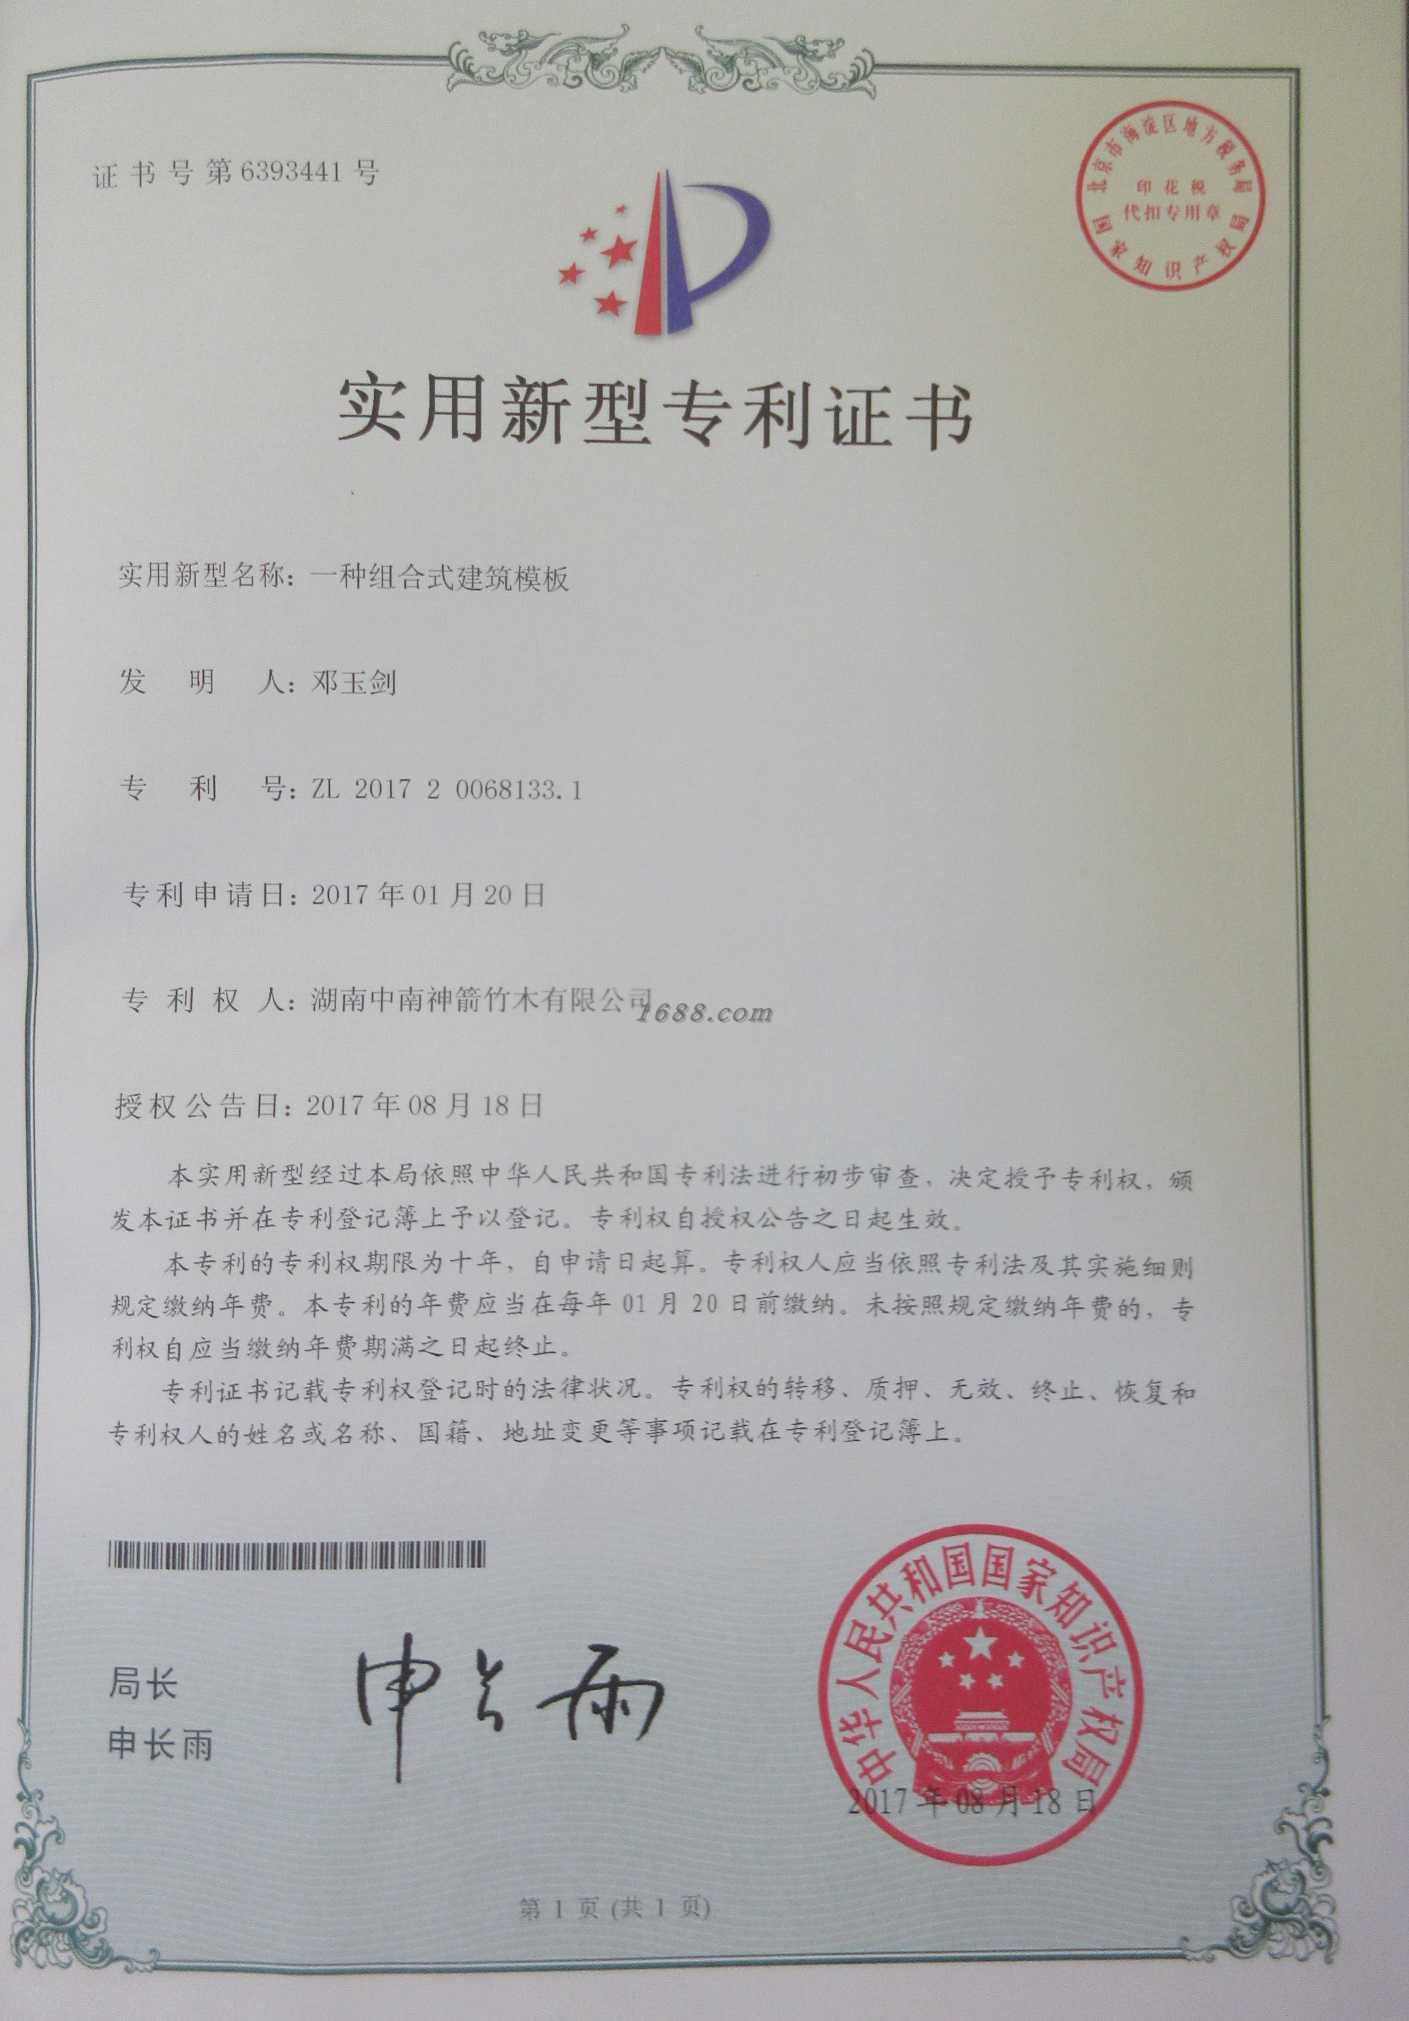 证书号第6393441号
北京市海淀区地方税务局
印花税
代扣专用章
国家知识产权局
实用新型专利证书
实用新型名称：一种组合式建筑模板
发明人：邓玉剑
专利号：ZL 2017 2 0068133.1
专利申请日：2017年01月20日
专利权人：湖南中南神箭竹木有限公司
1688.com
授权公告日：2017年08月18日
本实用新型经过本局依照中华人民共和国专利法进行初步审查，决定授予专利权，颁
发本证书并在专利登记簿上予以登记。专利权自授权公告之日起生效。
本专利的专利权期限为十年，自申请日起算。专利权人应当依照专利法及其实施细则
规定缴纳年费。本专利的年费应当在每年01月20日前缴纳。未按照规定缴纳年费的，专
利权自应当缴纳年费期满之日起终止。
专利证书记载专利权登记时的法律状况。专利权的转移、质押、无效、终止、恢复和
专利权人的姓名或名称、国籍、地址变更等事项记载在专利登记簿上。
局长
申长雨
申长雨
中华人民共和国国家知识产权局
2017年08月18日
第1页(共1页)